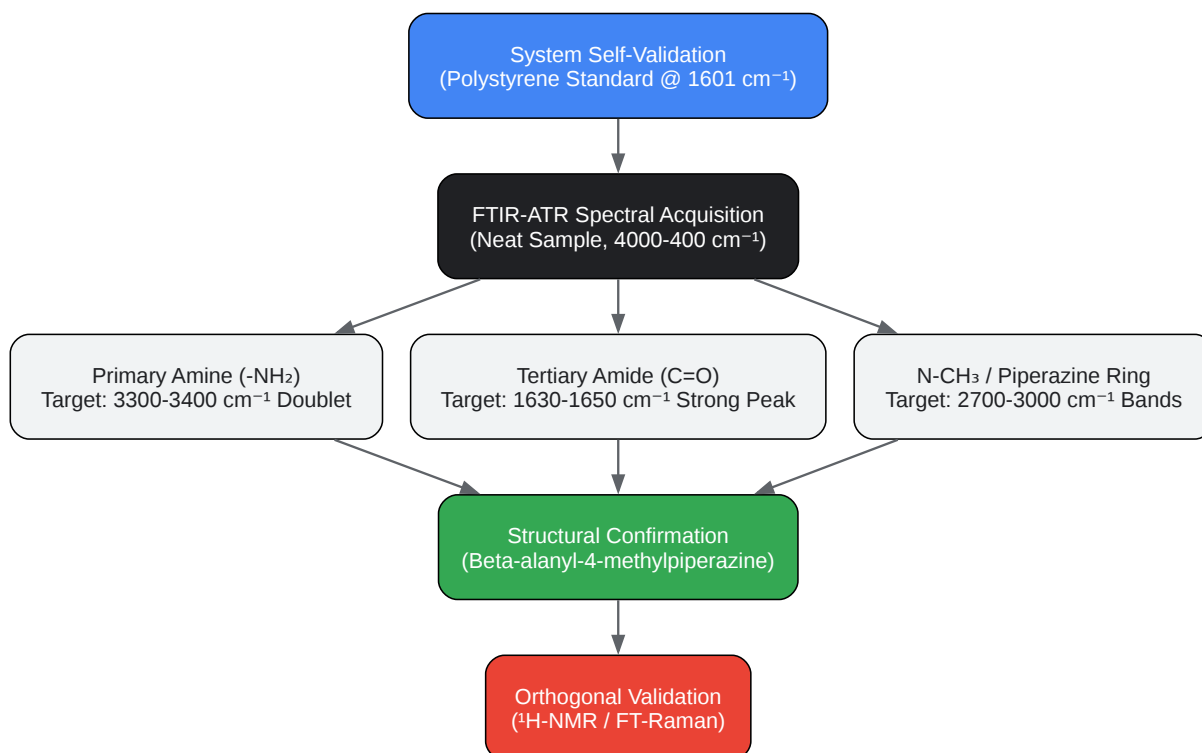 System Self-Validation
(Polystyrene Standard @ 1601 cm⁻¹)
FTIR-ATR Spectral Acquisition
(Neat Sample, 4000-400 cm⁻¹)
Primary Amine (-NH₂)
Target: 3300-3400 cm⁻¹ Doublet
Tertiary Amide (C=O)
Target: 1630-1650 cm⁻¹ Strong Peak
N-CH₃ / Piperazine Ring
Target: 2700-3000 cm⁻¹ Bands
Structural Confirmation
(Beta-alanyl-4-methylpiperazine)
Orthogonal Validation
(¹H-NMR / FT-Raman)